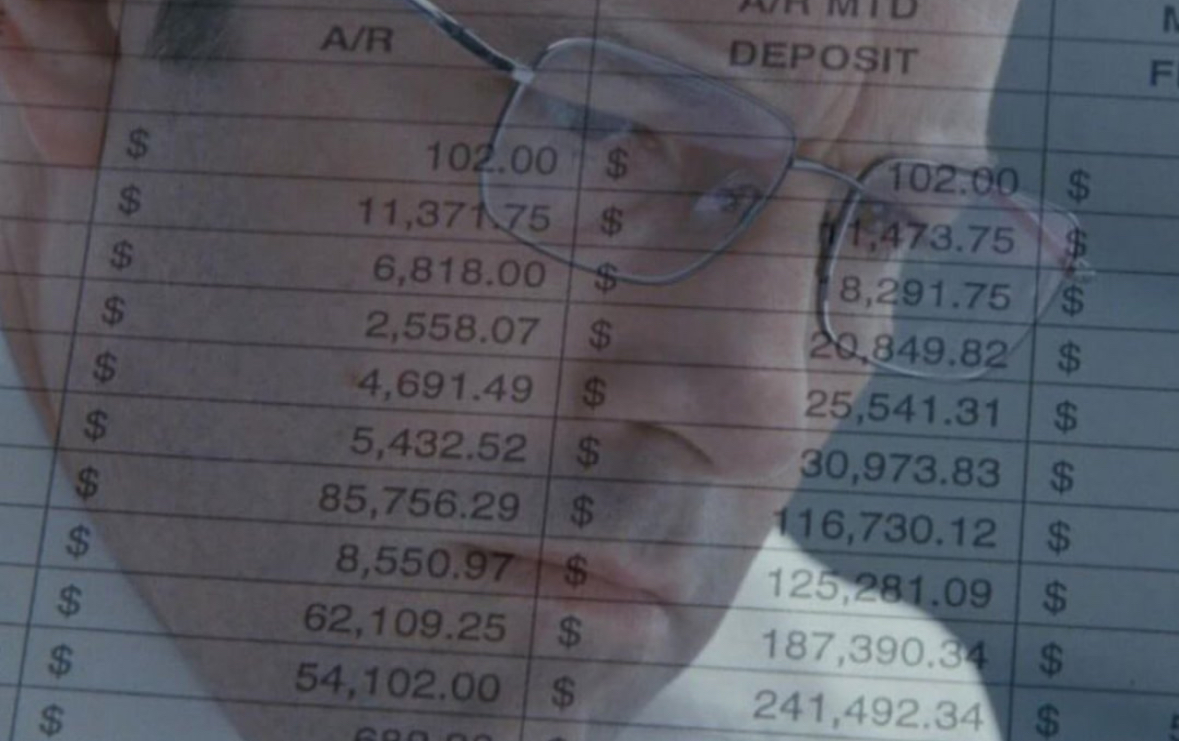 A/R MTD
A/R DEPOSIT
$ 102.00 $ 102.00 $
$ 11,371.75 $ 11,473.75 $
$ 6,818.00 $ 8,291.75 $
$ 2,558.07 $ 20,849.82 $
$ 4,691.49 $ 25,541.31 $
$ 5,432.52 $ 30,973.83 $
$ 85,756.29 $ 116,730.12 $
$ 8,550.97 $ 125,281.09 $
$ 62,109.25 $ 187,390.34 $
$ 54,102.00 $ 241,492.34 $
$